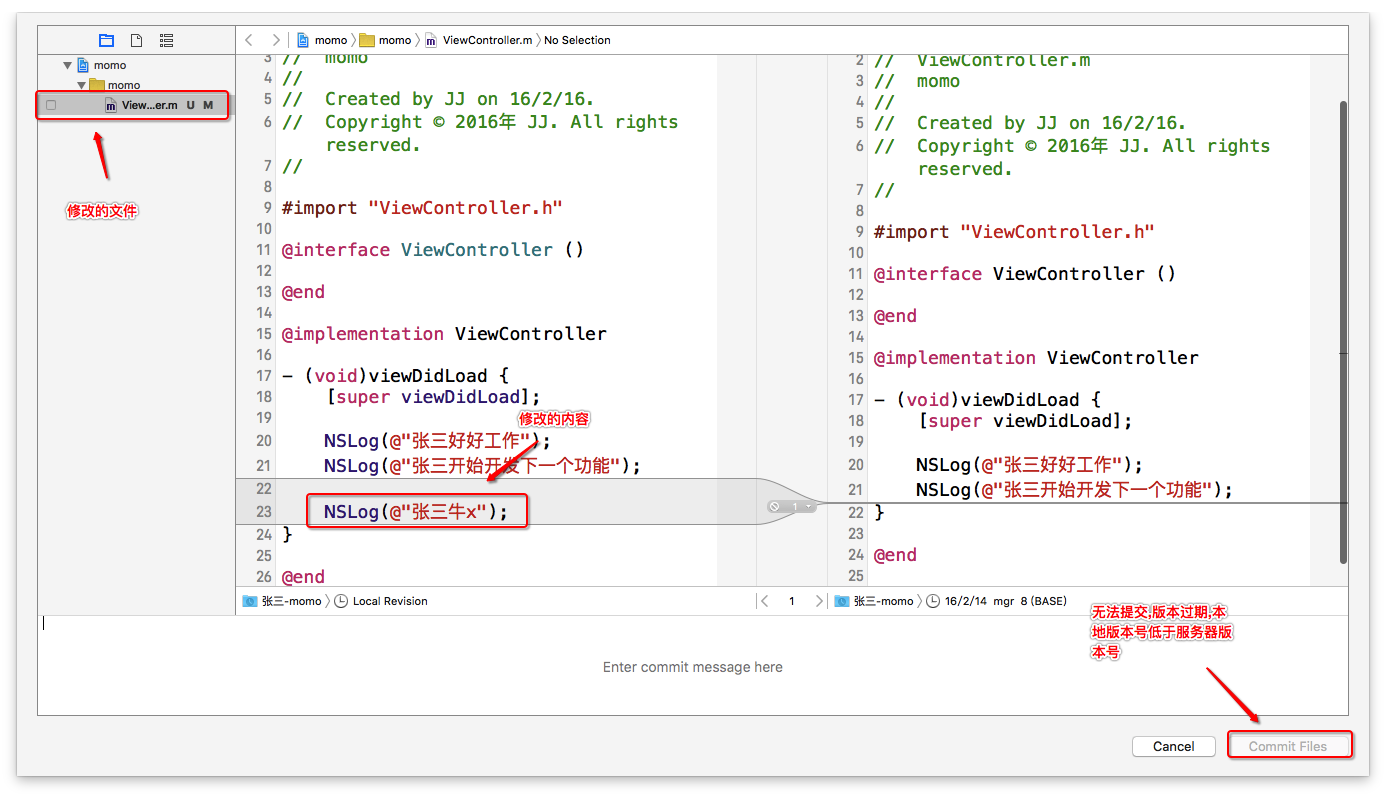 momo
momo
View...er.m U M
修改的文件
momo 〉 momo 〉 ViewController.m 〉 No Selection
3 // momo
4 //
5 // Created by JJ on 16/2/16.
6 // Copyright © 2016年 JJ. All rights
reserved.
7 //
8
9 #import "ViewController.h"
10
11 @interface ViewController ()
12
13 @end
14
15 @implementation ViewController
16
17 - (void)viewDidLoad {
18 [super viewDidLoad];
19
修改的内容
20 NSLog(@"张三好好工作");
21 NSLog(@"张三开始开发下一个功能");
22
23 NSLog(@"张三牛x");
24 }
25
26 @end
1
2 // ViewController.m
3 // momo
4 //
5 // Created by JJ on 16/2/16.
6 // Copyright © 2016年 JJ. All rights
reserved.
7 //
8
9 #import "ViewController.h"
10
11 @interface ViewController ()
12
13 @end
14
15 @implementation ViewController
16
17 - (void)viewDidLoad {
18 [super viewDidLoad];
19
20 NSLog(@"张三好好工作");
21 NSLog(@"张三开始开发下一个功能");
22 }
23
24 @end
25
张三-momo 〉 Local Revision
1
张三-momo 〉 16/2/14 mgr 8 (BASE)
Enter commit message here
无法提交,版本过期,本
地版本号低于服务器版
本号
Cancel
Commit Files